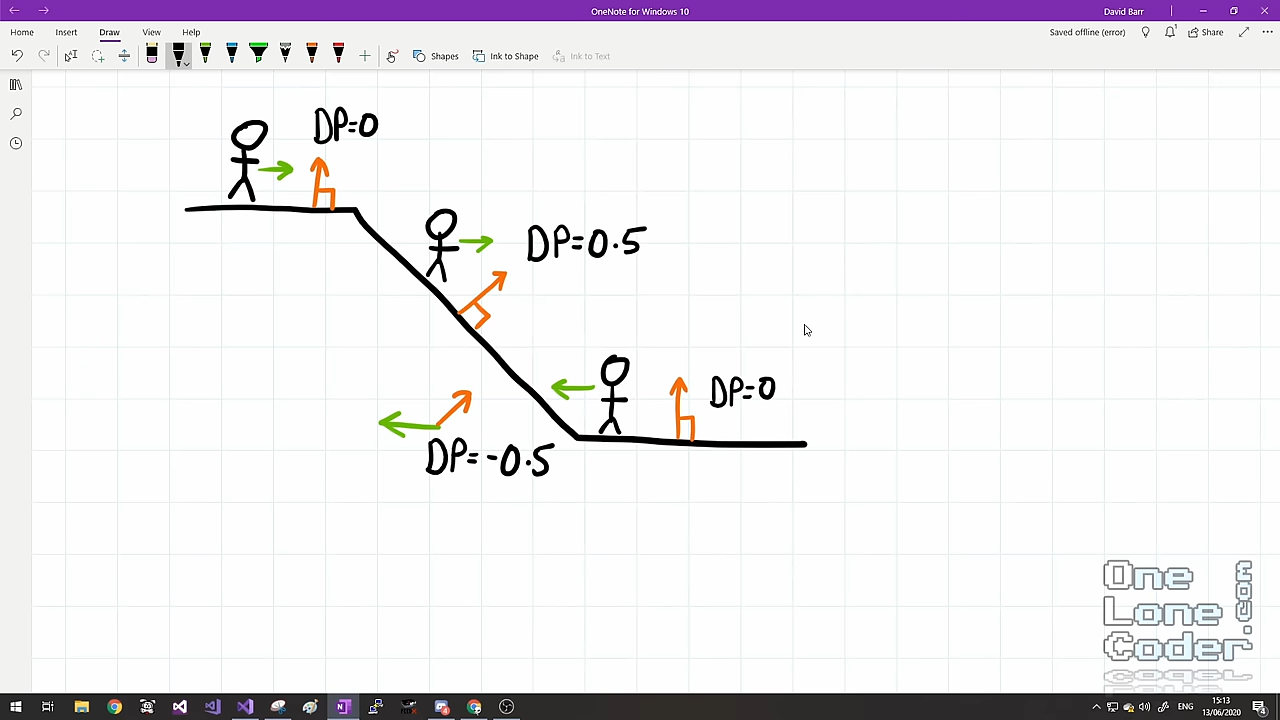 OneNote for Windows 10
David Barr
Home Insert Draw View Help
Saved offline (error)
Share
Shapes
Ink to Shape
Ink to Text
DP=0
DP=0.5
DP=0
DP=-0.5
One
Lone
Coder
.com
15:13
13/06/2020